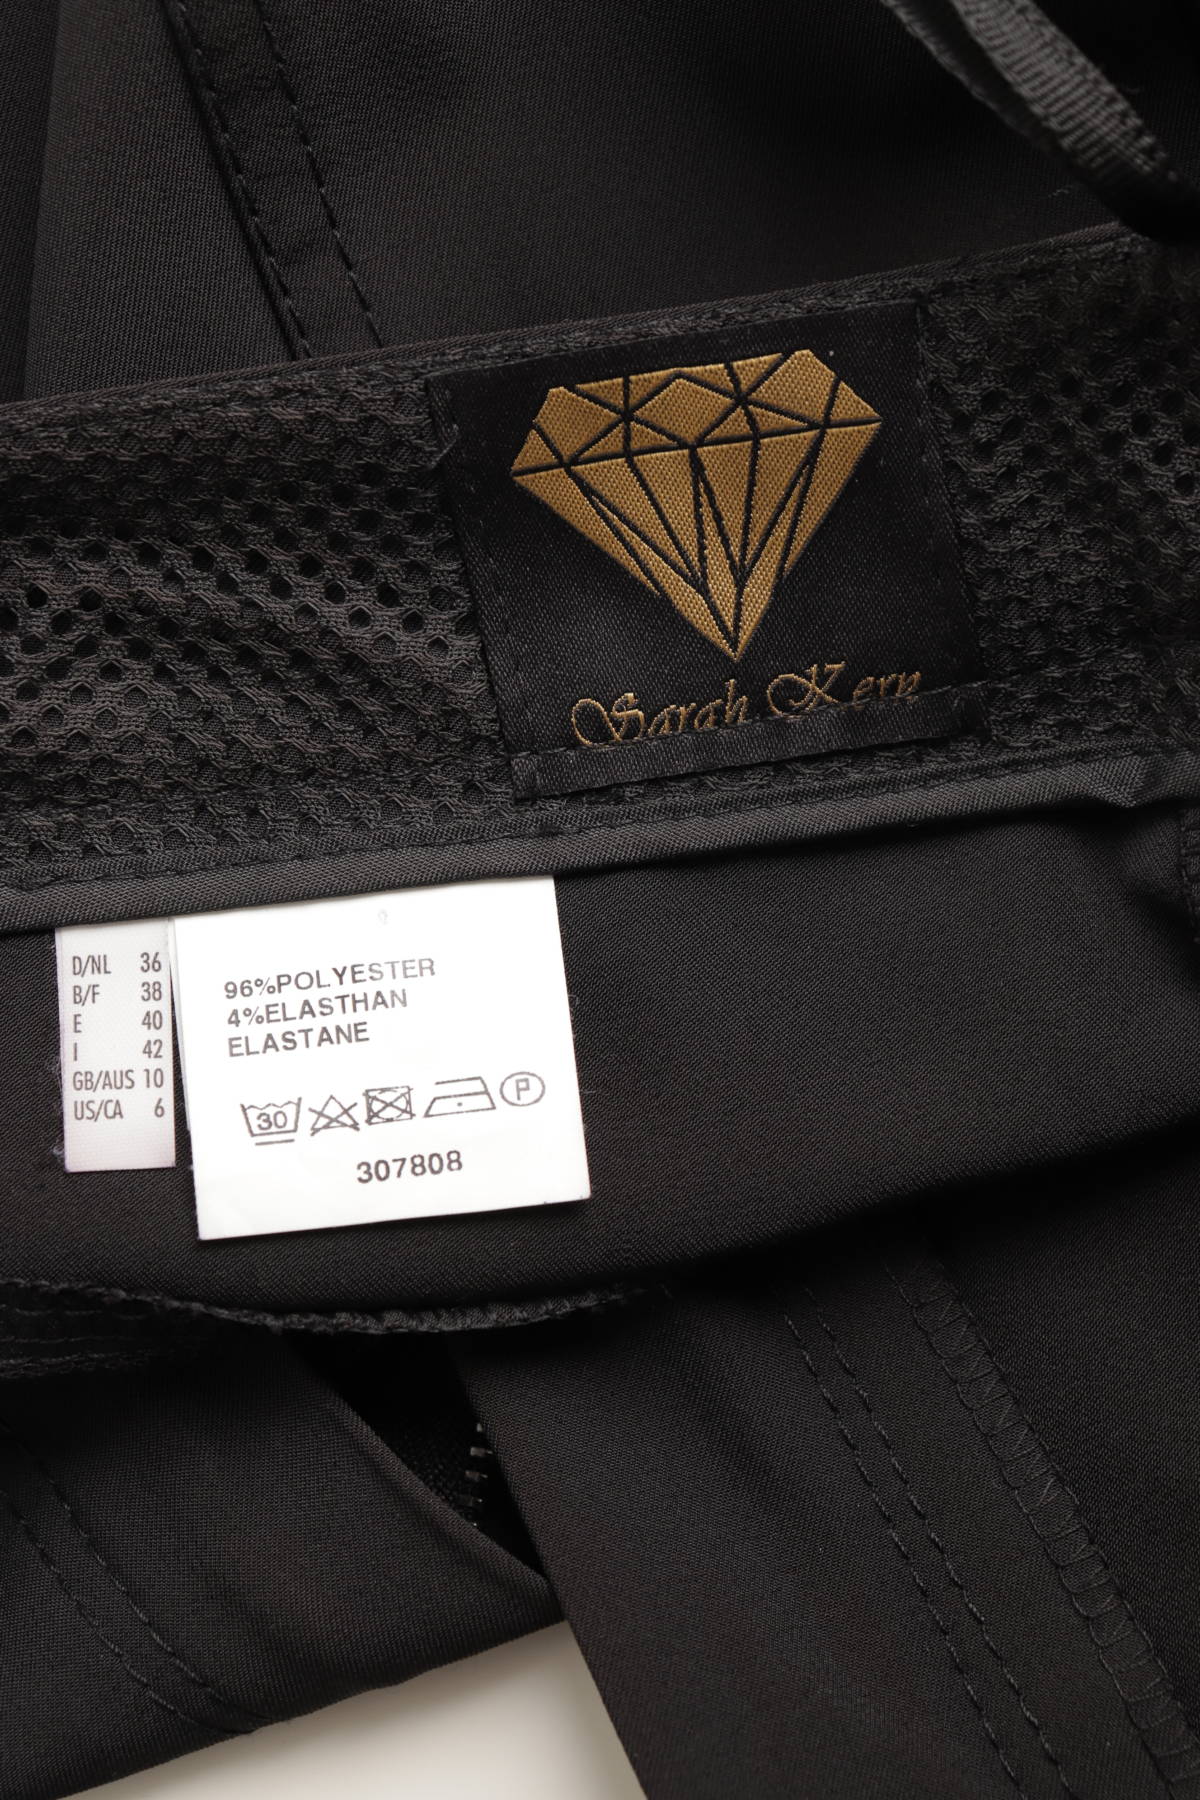 Sarah Kern
D/NL 36
B/F 38
E 40
I 42
GB/AUS 10
US/CA 6
96%POLYESTER
4%ELASTHAN
ELASTANE
30 P
307808